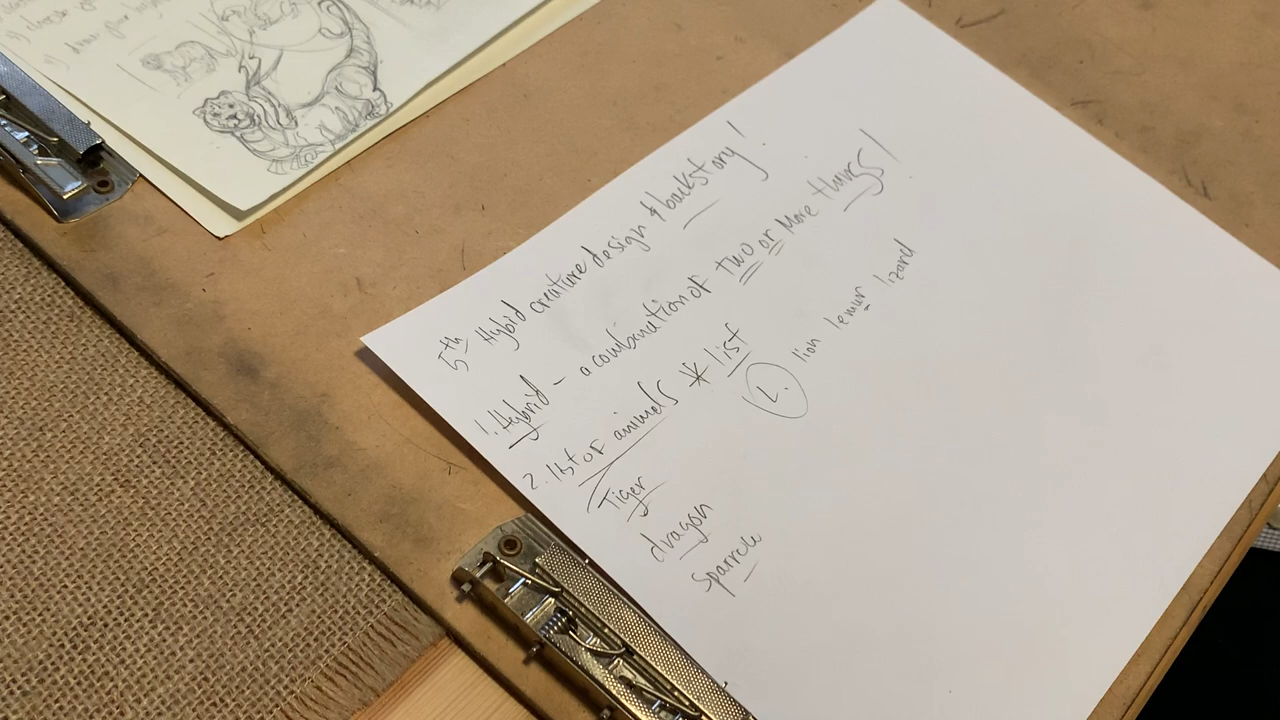 5th Hybid creature design & backstory!
1. Hybrid - a combination of two or More things!
2. list of animals * list
L. lion lemur lizard
Tiger
dragon
Sparrow